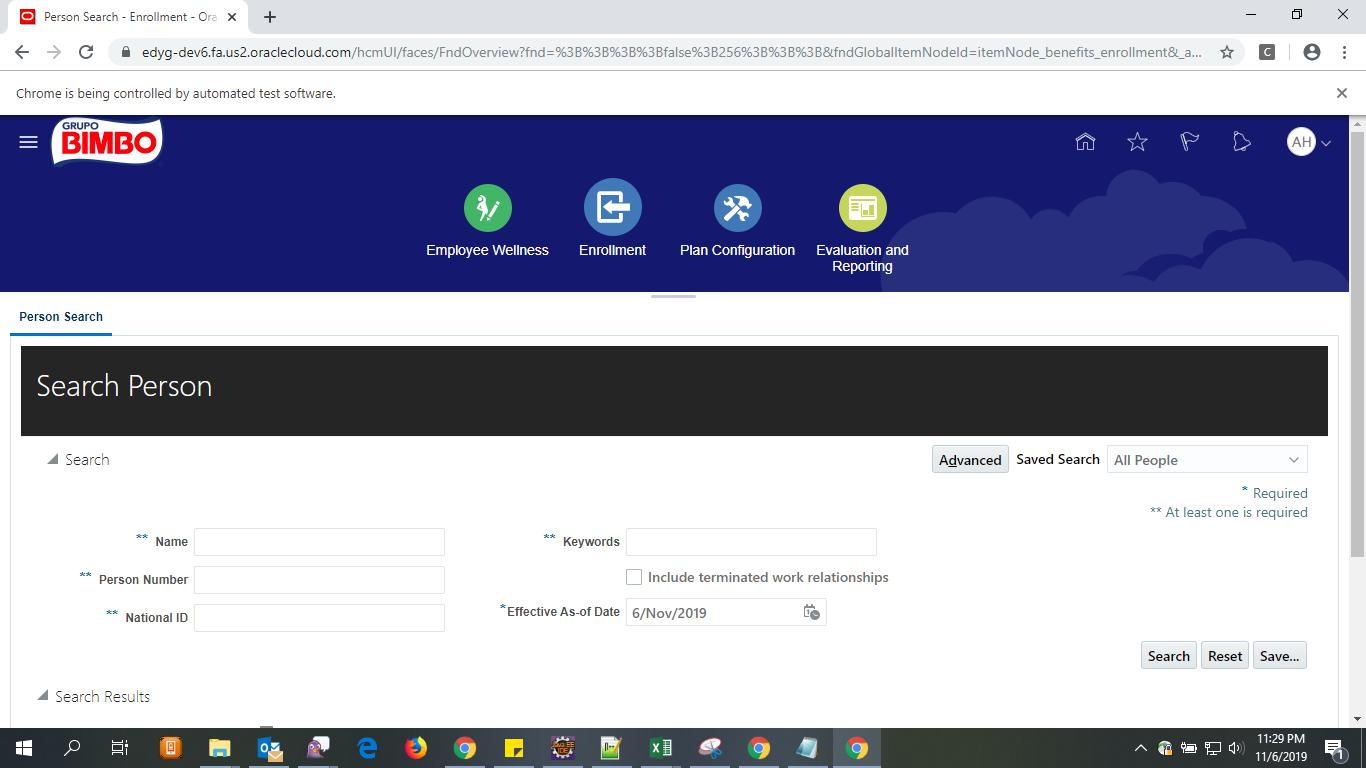 Person Search - Enrollment - Ora
edyg-dev6.fa.us2.oraclecloud.com/hcmUI/faces/FndOverview?fnd=%3B%3B%3B%3Bfalse%3B256%3B%3B%3B&fndGlobalItemNodeId=itemNode_benefits_enrollment&_a...
C
Chrome is being controlled by automated test software.
GRUPO
BIMBO
AH
Employee Wellness
Enrollment
Plan Configuration
Evaluation and
Reporting
Person Search
Search Person
Search
Advanced
Saved Search
All People
* Required
** At least one is required
** Name
** Keywords
** Person Number
Include terminated work relationships
** National ID
*Effective As-of Date
6/Nov/2019
Search
Reset
Save...
Search Results
11:29 PM
11/6/2019
1